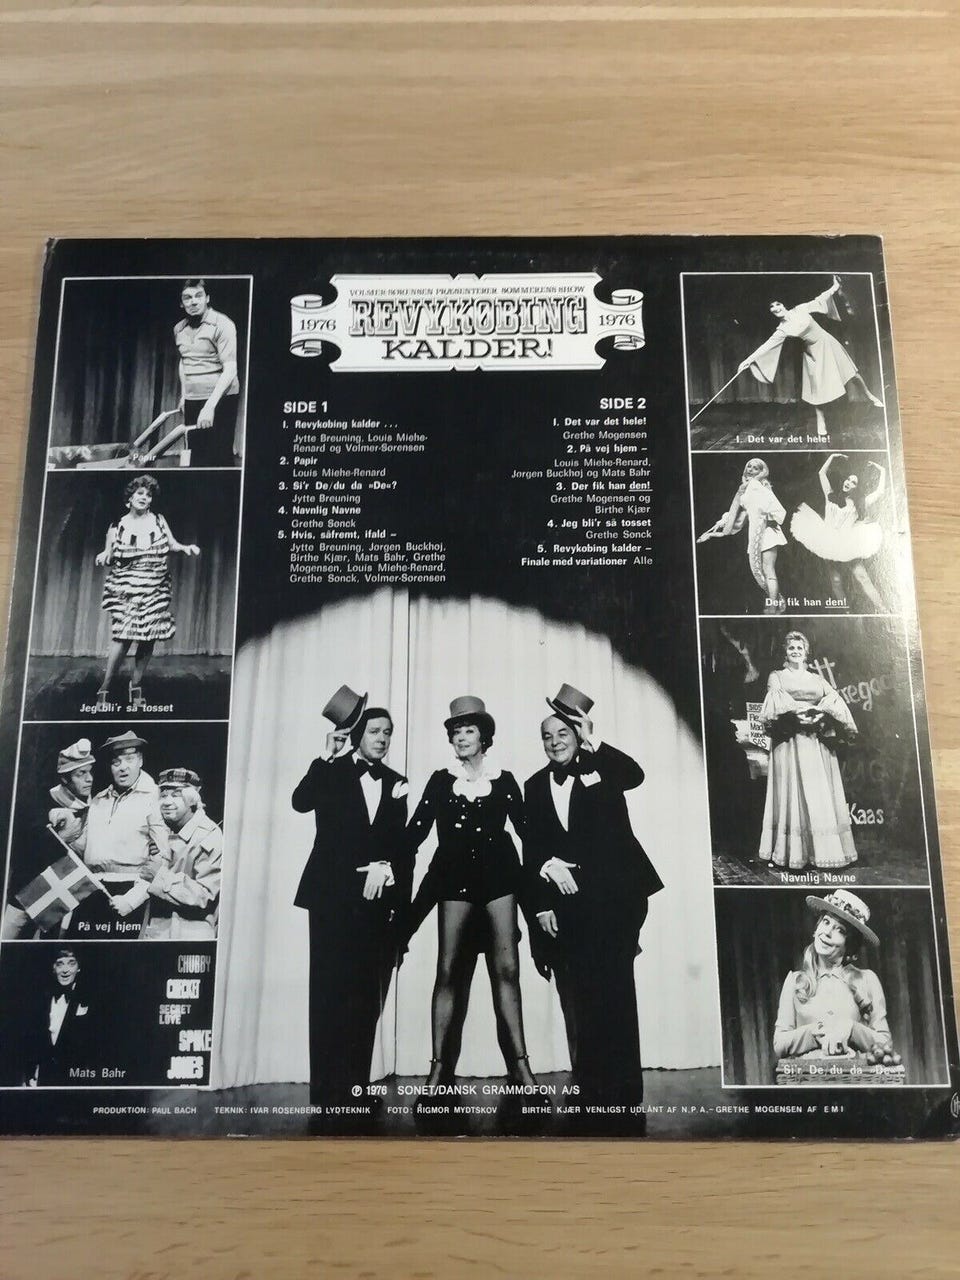 VOLMER-SØRENSEN PRÆSENTERER SOMMERENS SHOW
1976 REVYKØBING 1976
KALDER!
SIDE 1
1. Revykøbing kalder . . .
Jytte Breuning, Louis Miehe-
Renard og Volmer-Sørensen
2. Papir
Louis Miehe-Renard
3. Si'r De/du da »De«?
Jytte Breuning
4. Navnlig Navne
Grethe Sonck
5. Hvis, såfremt, ifald –
Jytte Breuning, Jørgen Buckhoj,
Birthe Kjær, Mats Bahr, Grethe
Mogensen, Louis Miehe-Renard,
Grethe Sonck, Volmer-Sørensen
SIDE 2
1. Det var det hele!
Grethe Mogensen
2. På vej hjem –
Louis Miehe-Renard,
Jørgen Buckhoj og Mats Bahr
3. Der fik han den!
Grethe Mogensen og
Birthe Kjær
4. Jeg bli'r så tosset
Grethe Sonck
5. Revykøbing kalder –
Finale med variationer Alle
Papir
Jeg bli'r så tosset
På vej hjem
Mats Bahr
CHUBBY
SECRET
LOVE
SPIKE
JONES
1. Det var det hele!
Der fik han den!
Kaas
Navnlig Navne
Si'r De/du da »De«?
℗ 1976 SONET/DANSK GRAMMOFON A/S
PRODUKTION: PAUL BACH TEKNIK: IVAR ROSENBERG LYDTEKNIK FOTO: RIGMOR MYDTSKOV BIRTHE KJÆR VENLIGST UDLÅNT AF N.P.A. – GRETHE MOGENSEN AF EMI